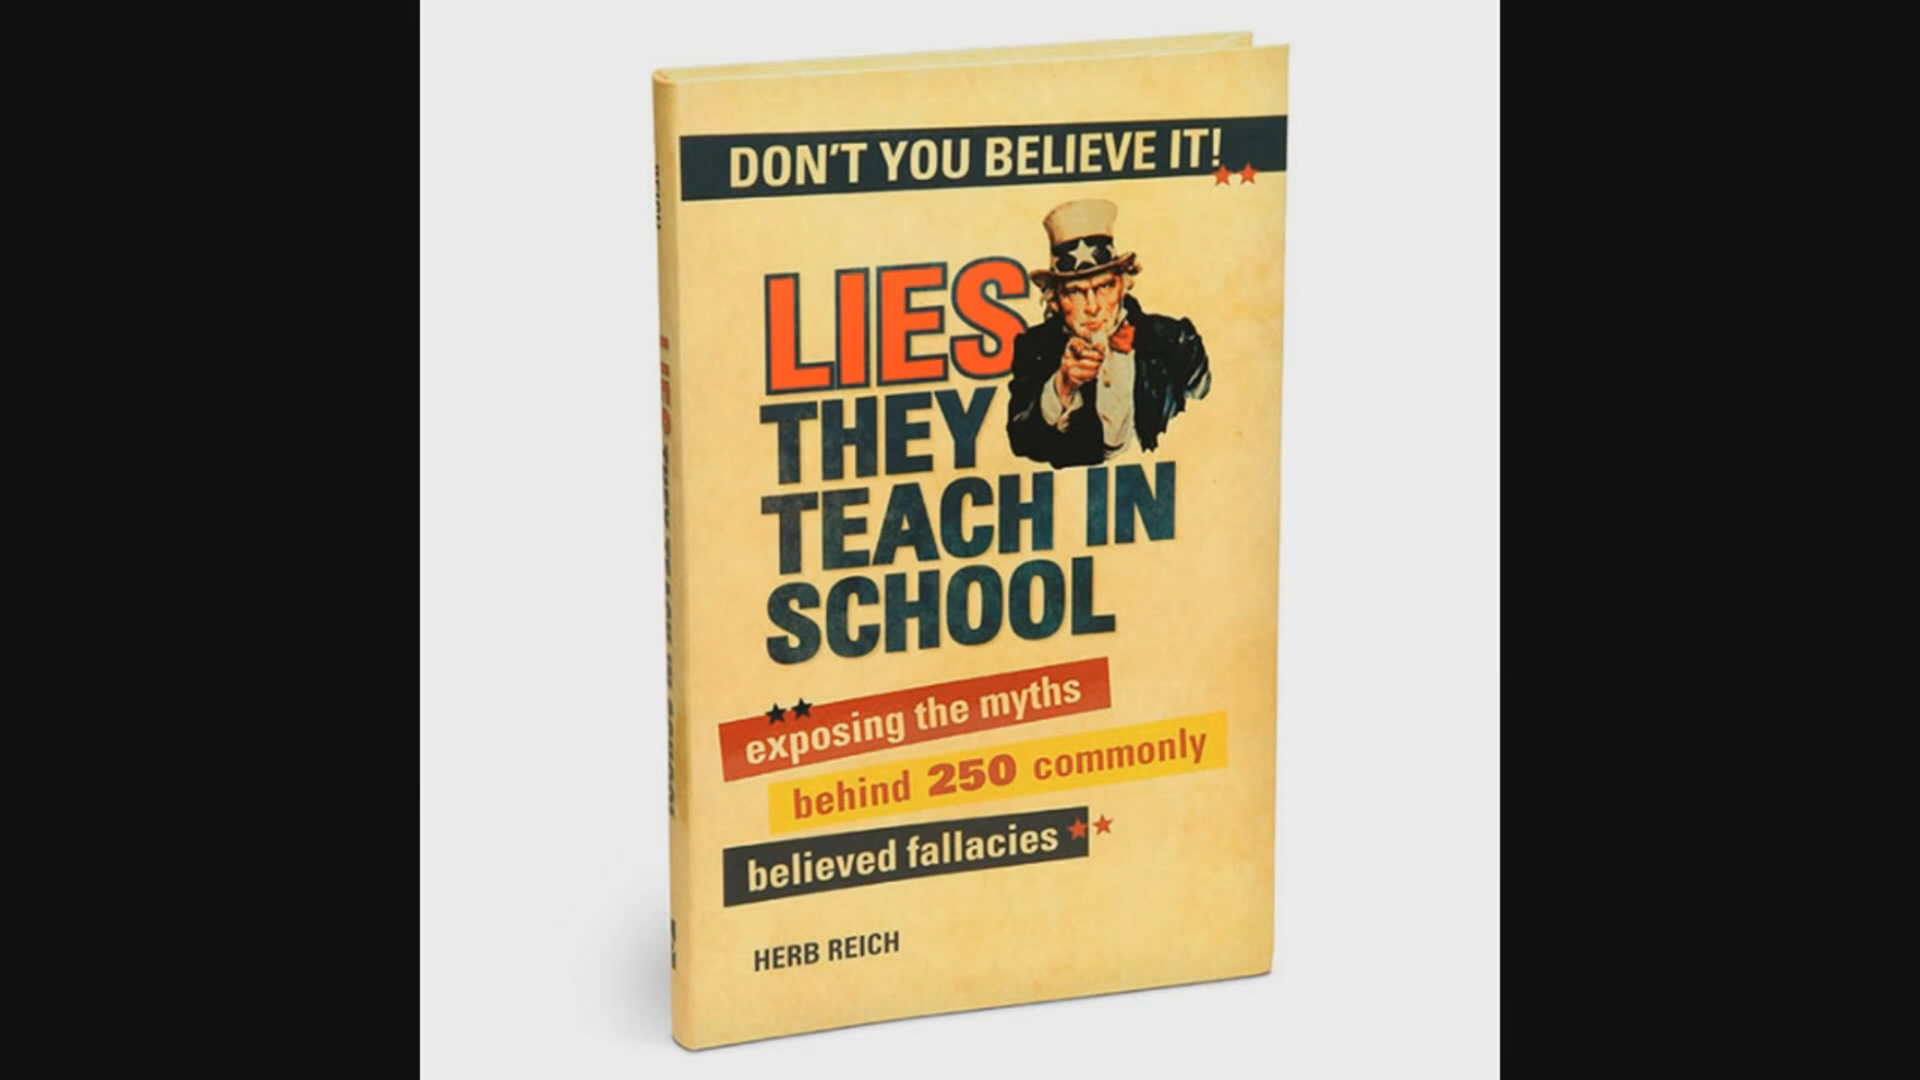 DON'T YOU BELIEVE IT!
LIES
THEY
TEACH IN
SCHOOL
exposing the myths
behind 250 commonly
believed fallacies
HERB REICH